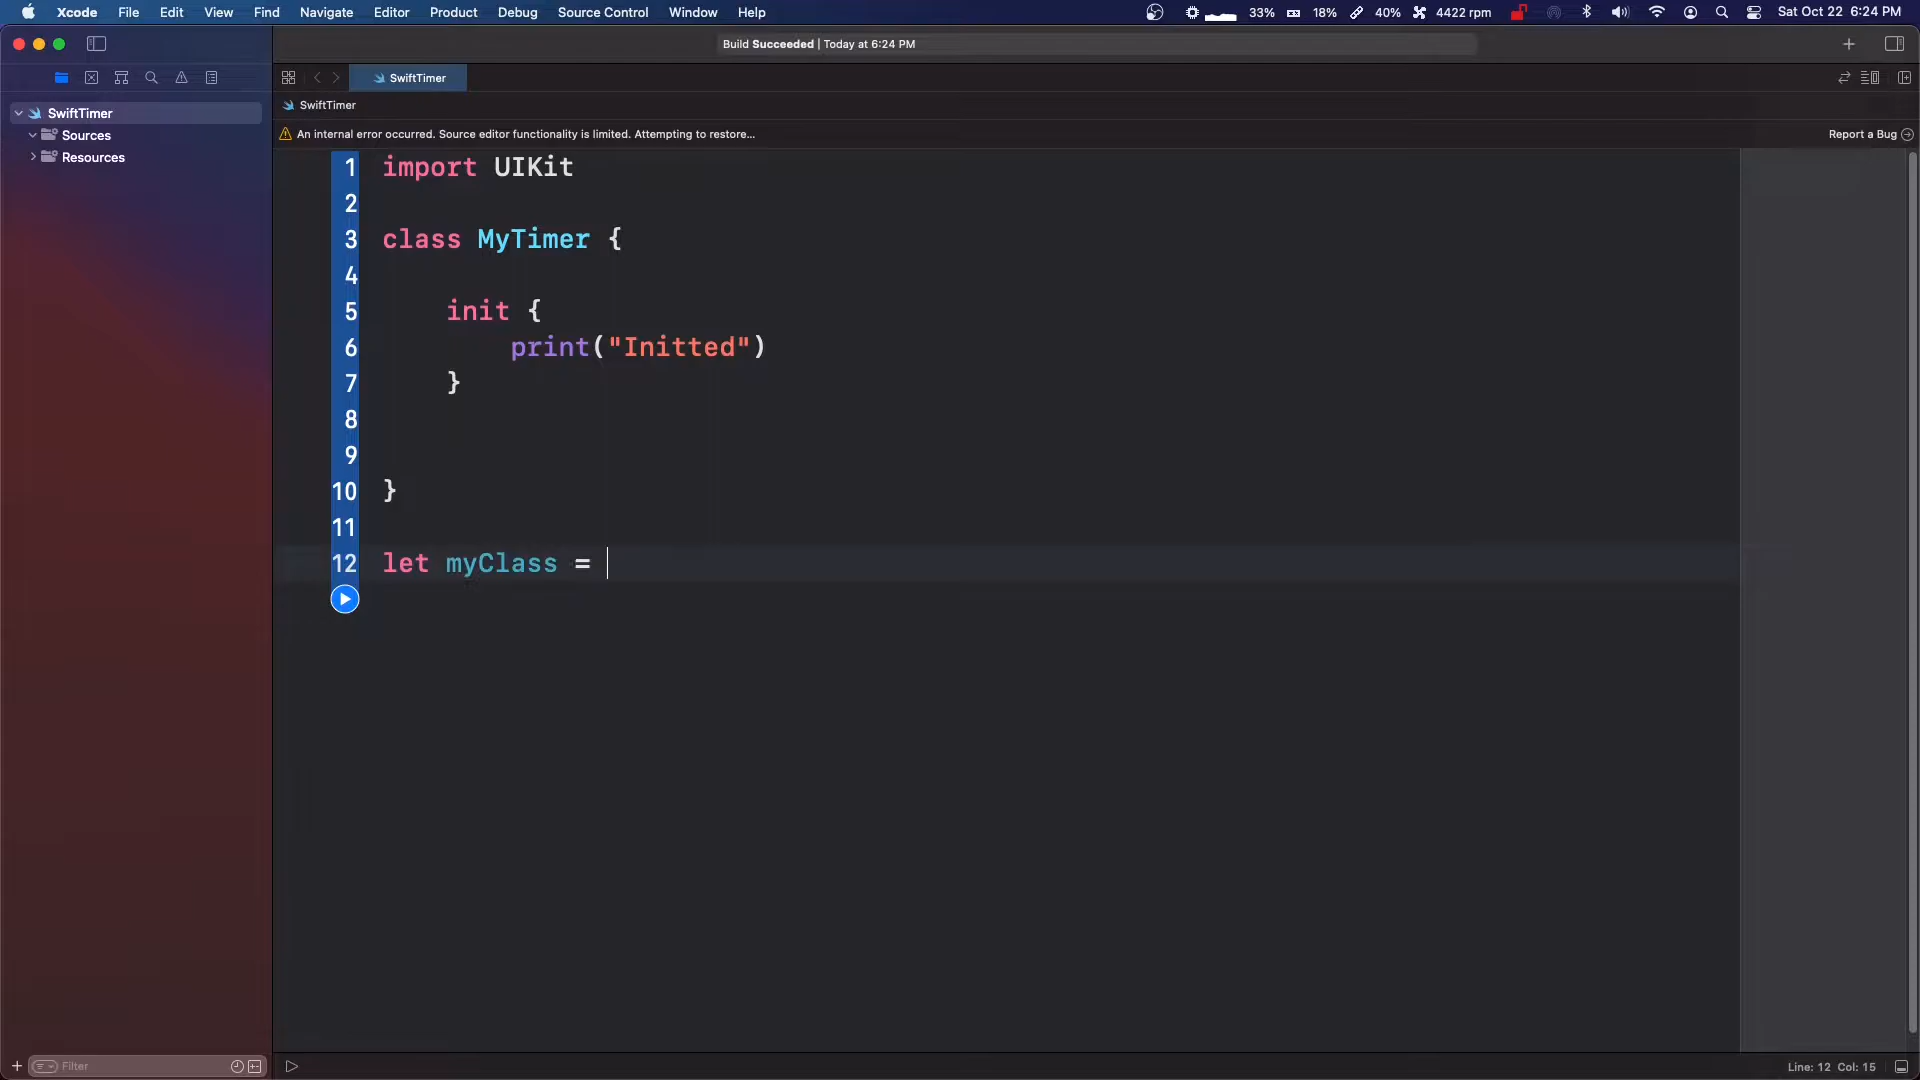 Xcode File Edit View Find Navigate Editor Product Debug Source Control Window Help 33% 18% 40% 4422 rpm Sat Oct 22 6:24 PM
Build Succeeded | Today at 6:24 PM
SwiftTimer
SwiftTimer
SwiftTimer
Sources
Resources
An internal error occurred. Source editor functionality is limited. Attempting to restore... Report a Bug
1 import UIKit
2
3 class MyTimer {
4
5 init {
6 print("Initted")
7 }
8
9
10 }
11
12 let myClass =
Filter
Line: 12 Col: 15